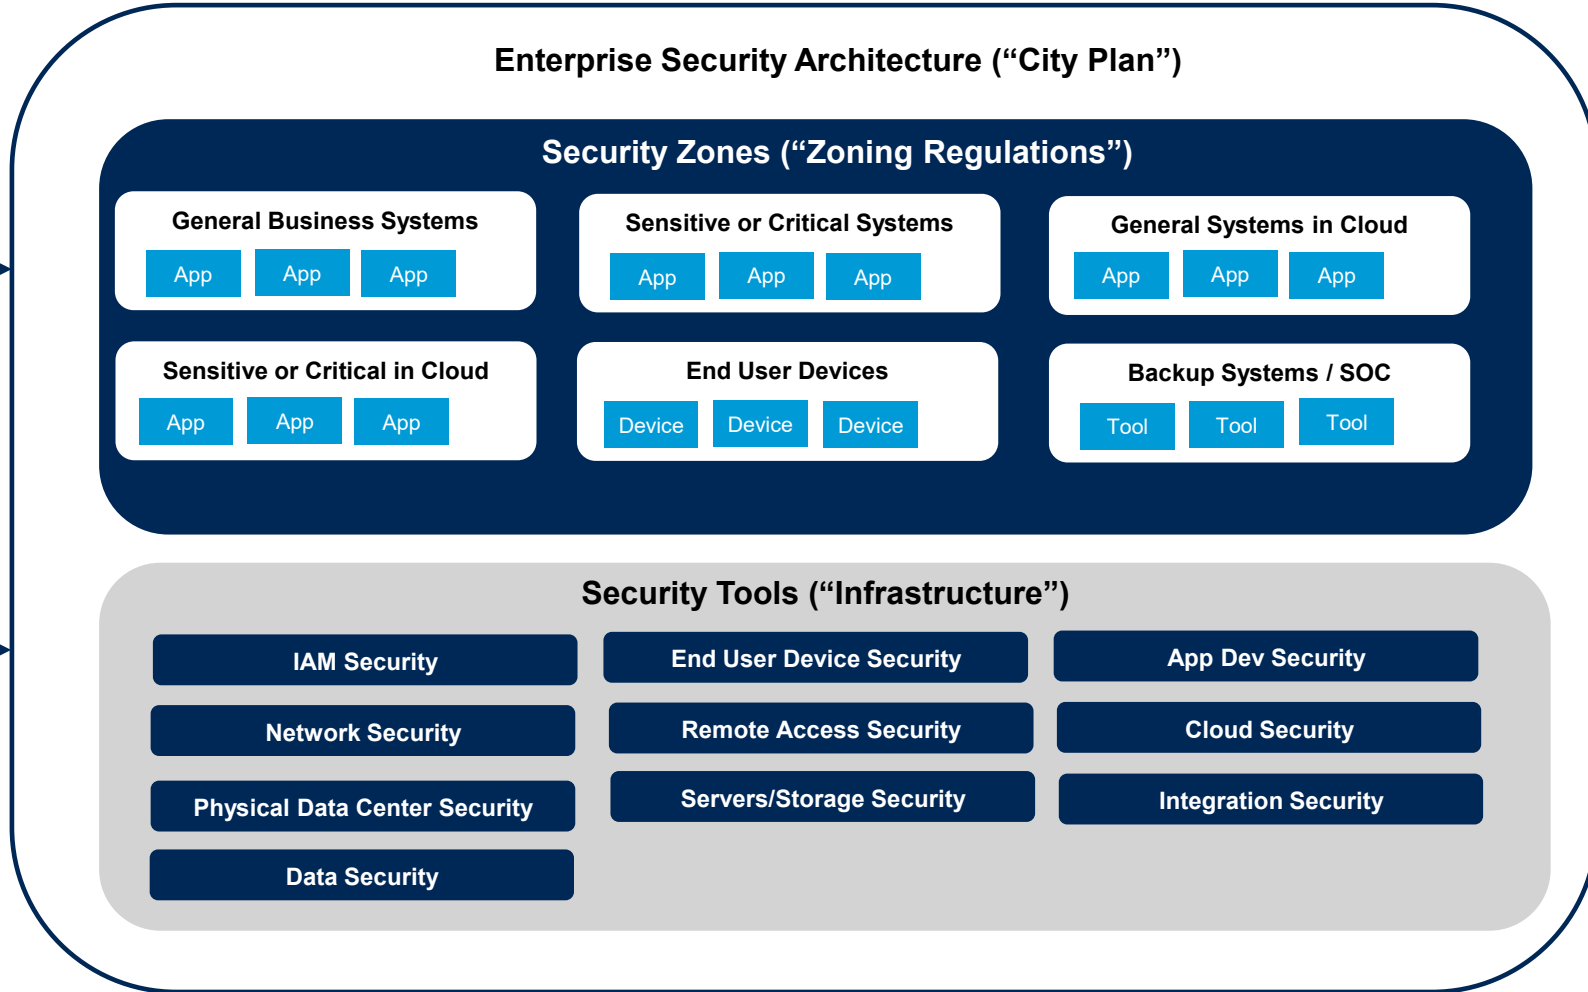 Enterprise Security Architecture (“City Plan”)
Security Zones (“Zoning Regulations”)
General Business Systems
App App App
Sensitive or Critical Systems
App App App
General Systems in Cloud
App App App
Sensitive or Critical in Cloud
App App App
End User Devices
Device Device Device
Backup Systems / SOC
Tool Tool Tool
Security Tools (“Infrastructure”)
IAM Security
End User Device Security
App Dev Security
Network Security
Remote Access Security
Cloud Security
Physical Data Center Security
Servers/Storage Security
Integration Security
Data Security